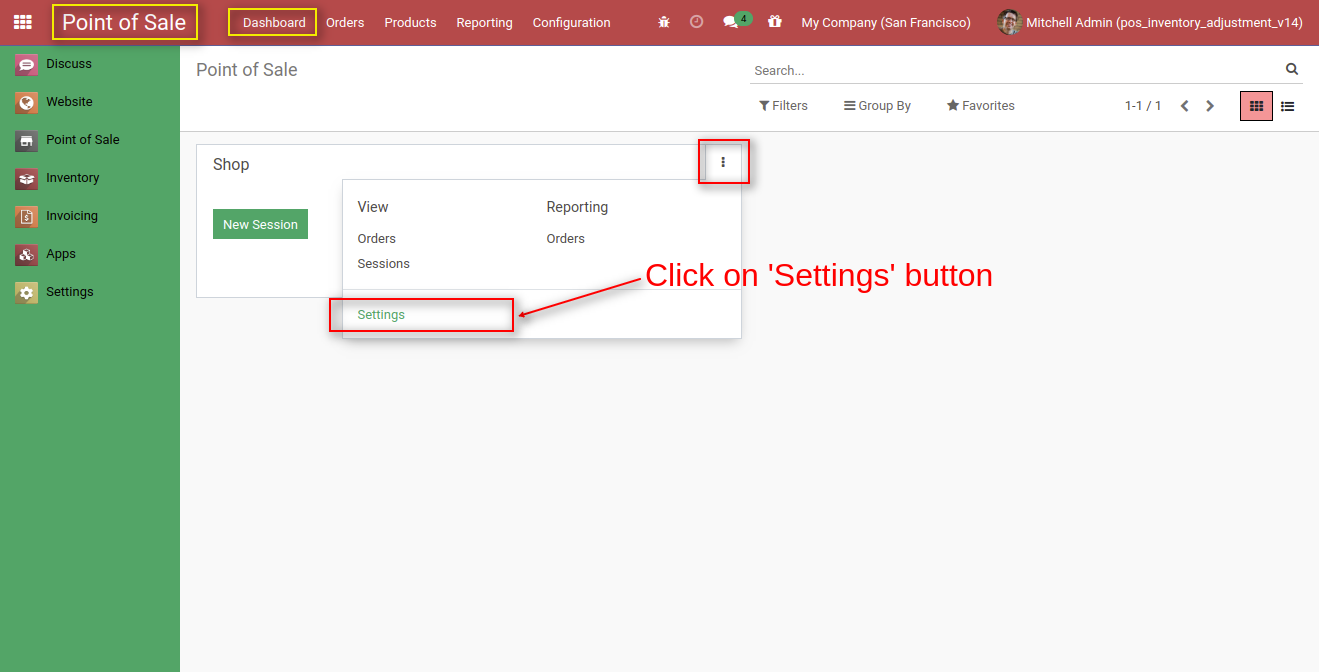 Point of Sale Dashboard Orders Products Reporting Configuration 4 My Company (San Francisco) Mitchell Admin (pos_inventory_adjustment_v14)
Discuss
Website
Point of Sale
Inventory
Invoicing
Apps
Settings
Point of Sale
Search...
Filters Group By Favorites 1-1 / 1
Shop
New Session
View Reporting
Orders Orders
Sessions
Click on 'Settings' button
Settings